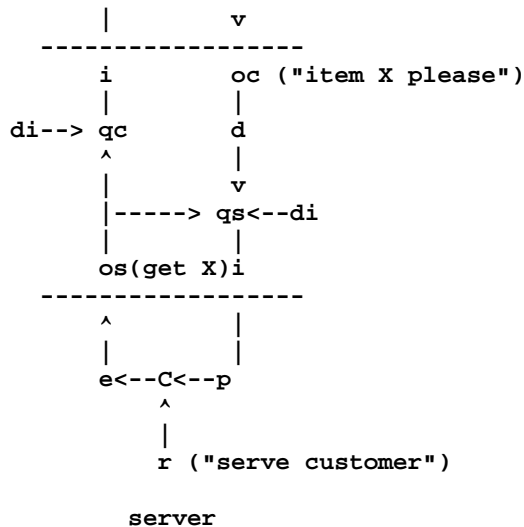 |          v
-------------------
i         oc ("item X please")
|         |
di--> qc        d
^         |
|         v
|-----> qs<--di
|         |
os(get X)i
-------------------
^         |
|         |
e<--C<--p
^
|
r ("serve customer")
server